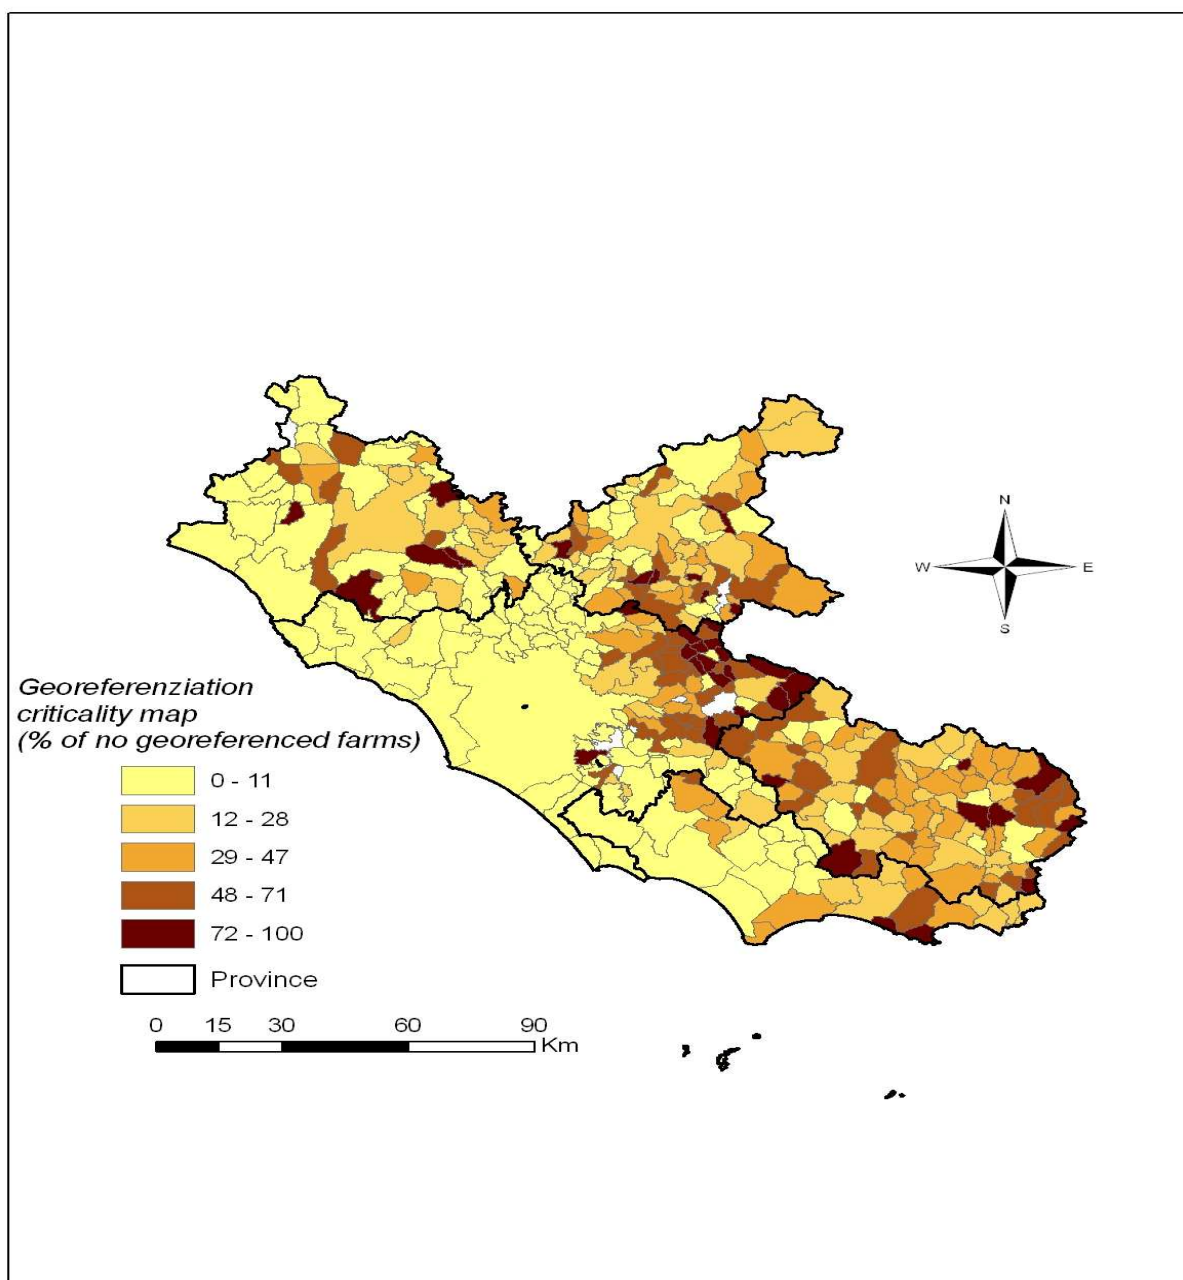 N
W E
S
Georeferenziation
criticality map
(% of no georeferenced farms)
0 - 11
12 - 28
29 - 47
48 - 71
72 - 100
Province
0 15 30 60 90
Km